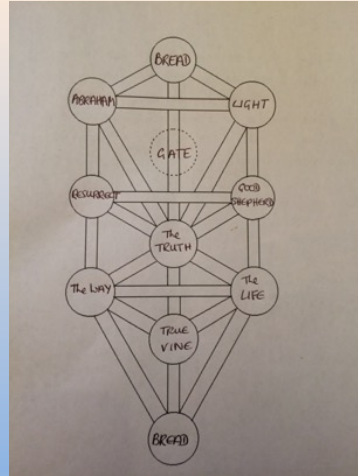 BREAD
ABRAHAM
LIGHT
GATE
RESURRECT
GOOD
SHEPHERD
The
TRUTH
The WAY
The
LIFE
TRUE
VINE
BREAD